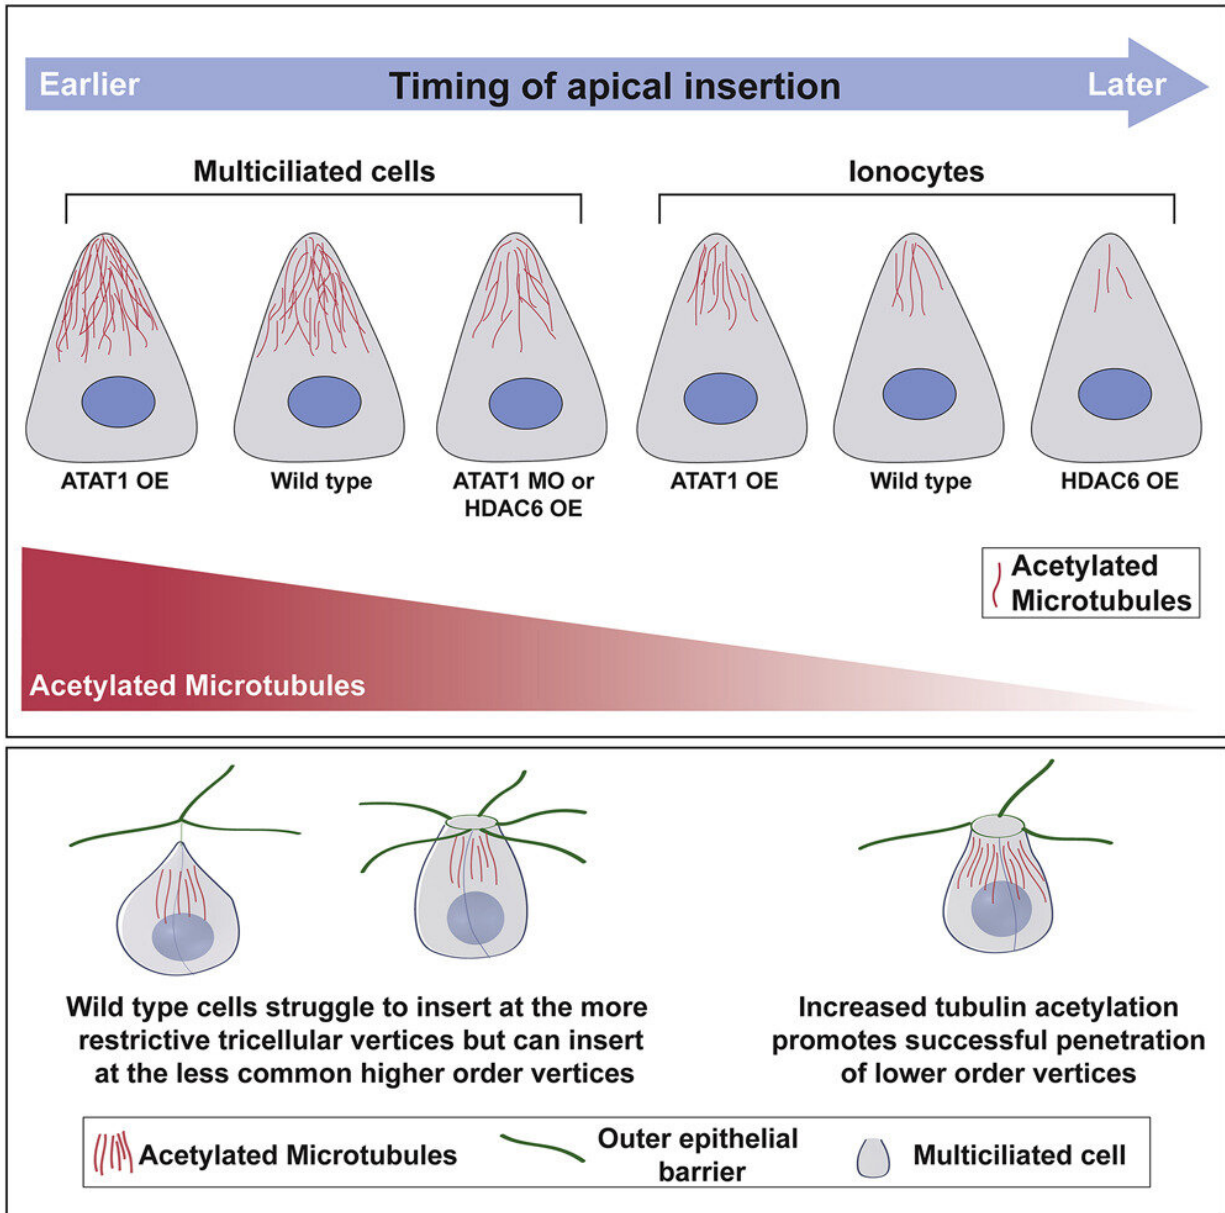 Earlier
Timing of apical insertion
Later
Multiciliated cells
Ionocytes
ATAT1 OE
Wild type
ATAT1 MO or
HDAC6 OE
ATAT1 OE
Wild type
HDAC6 OE
Acetylated
Microtubules
Acetylated Microtubules
Wild type cells struggle to insert at the more
restrictive tricellular vertices but can insert
at the less common higher order vertices
Increased tubulin acetylation
promotes successful penetration
of lower order vertices
Acetylated Microtubules
Outer epithelial
barrier
Multiciliated cell